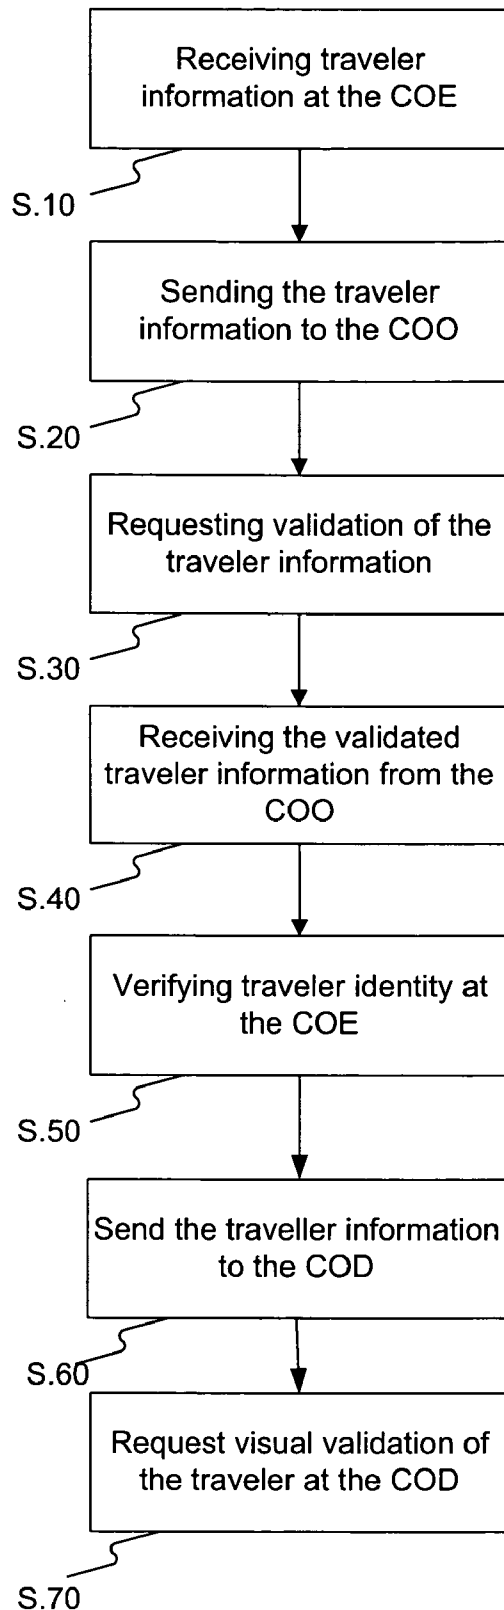 Receiving traveler
information at the COE
S.10
Sending the traveler
information to the COO
S.20
Requesting validation of the
traveler information
S.30
Receiving the validated
traveler information from the
COO
S.40
Verifying traveler identity at
the COE
S.50
Send the traveller information
to the COD
S.60
Request visual validation of
the traveler at the COD
S.70